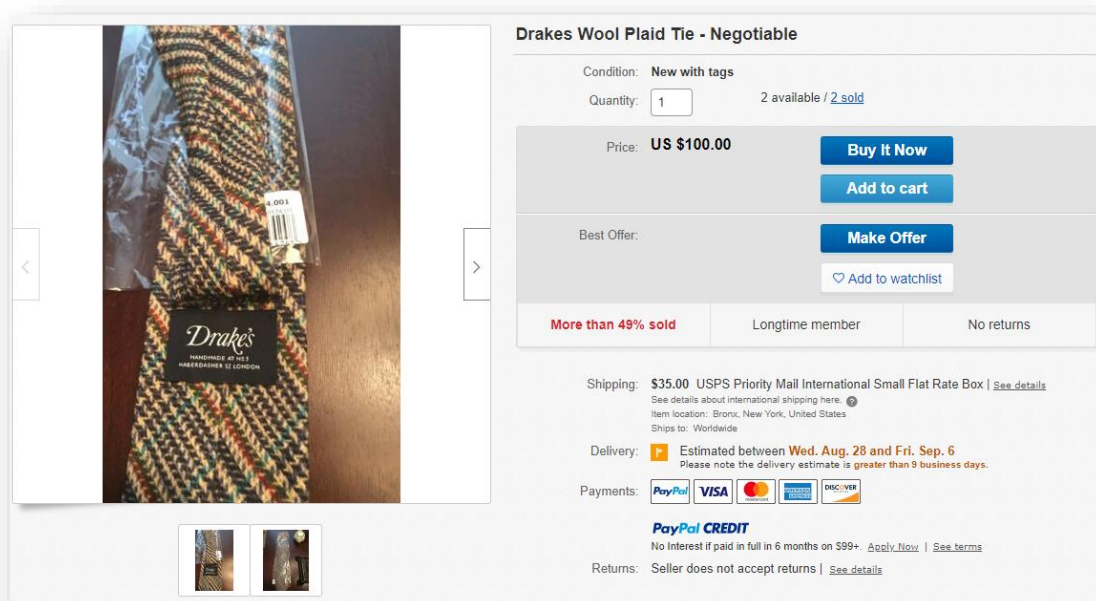 Drakes Wool Plaid Tie - Negotiable
Condition: New with tags
Quantity: 1 2 available / 2 sold
Price: US $100.00
Buy It Now
Add to cart
Best Offer:
Make Offer
Add to watchlist
More than 49% sold Longtime member No returns
Shipping: $35.00 USPS Priority Mail International Small Flat Rate Box | See details
See details about international shipping here. ?
Item location: Bronx, New York, United States
Ships to: Worldwide
Delivery: Estimated between Wed. Aug. 28 and Fri. Sep. 6
Please note the delivery estimate is greater than 9 business days.
Payments: PayPal VISA DISCOVER
PayPal CREDIT
No Interest if paid in full in 6 months on $99+. Apply Now | See terms
Returns: Seller does not accept returns | See details
4.001
Drake's
HANDMADE AT No3
HABERDASHER ST LONDON